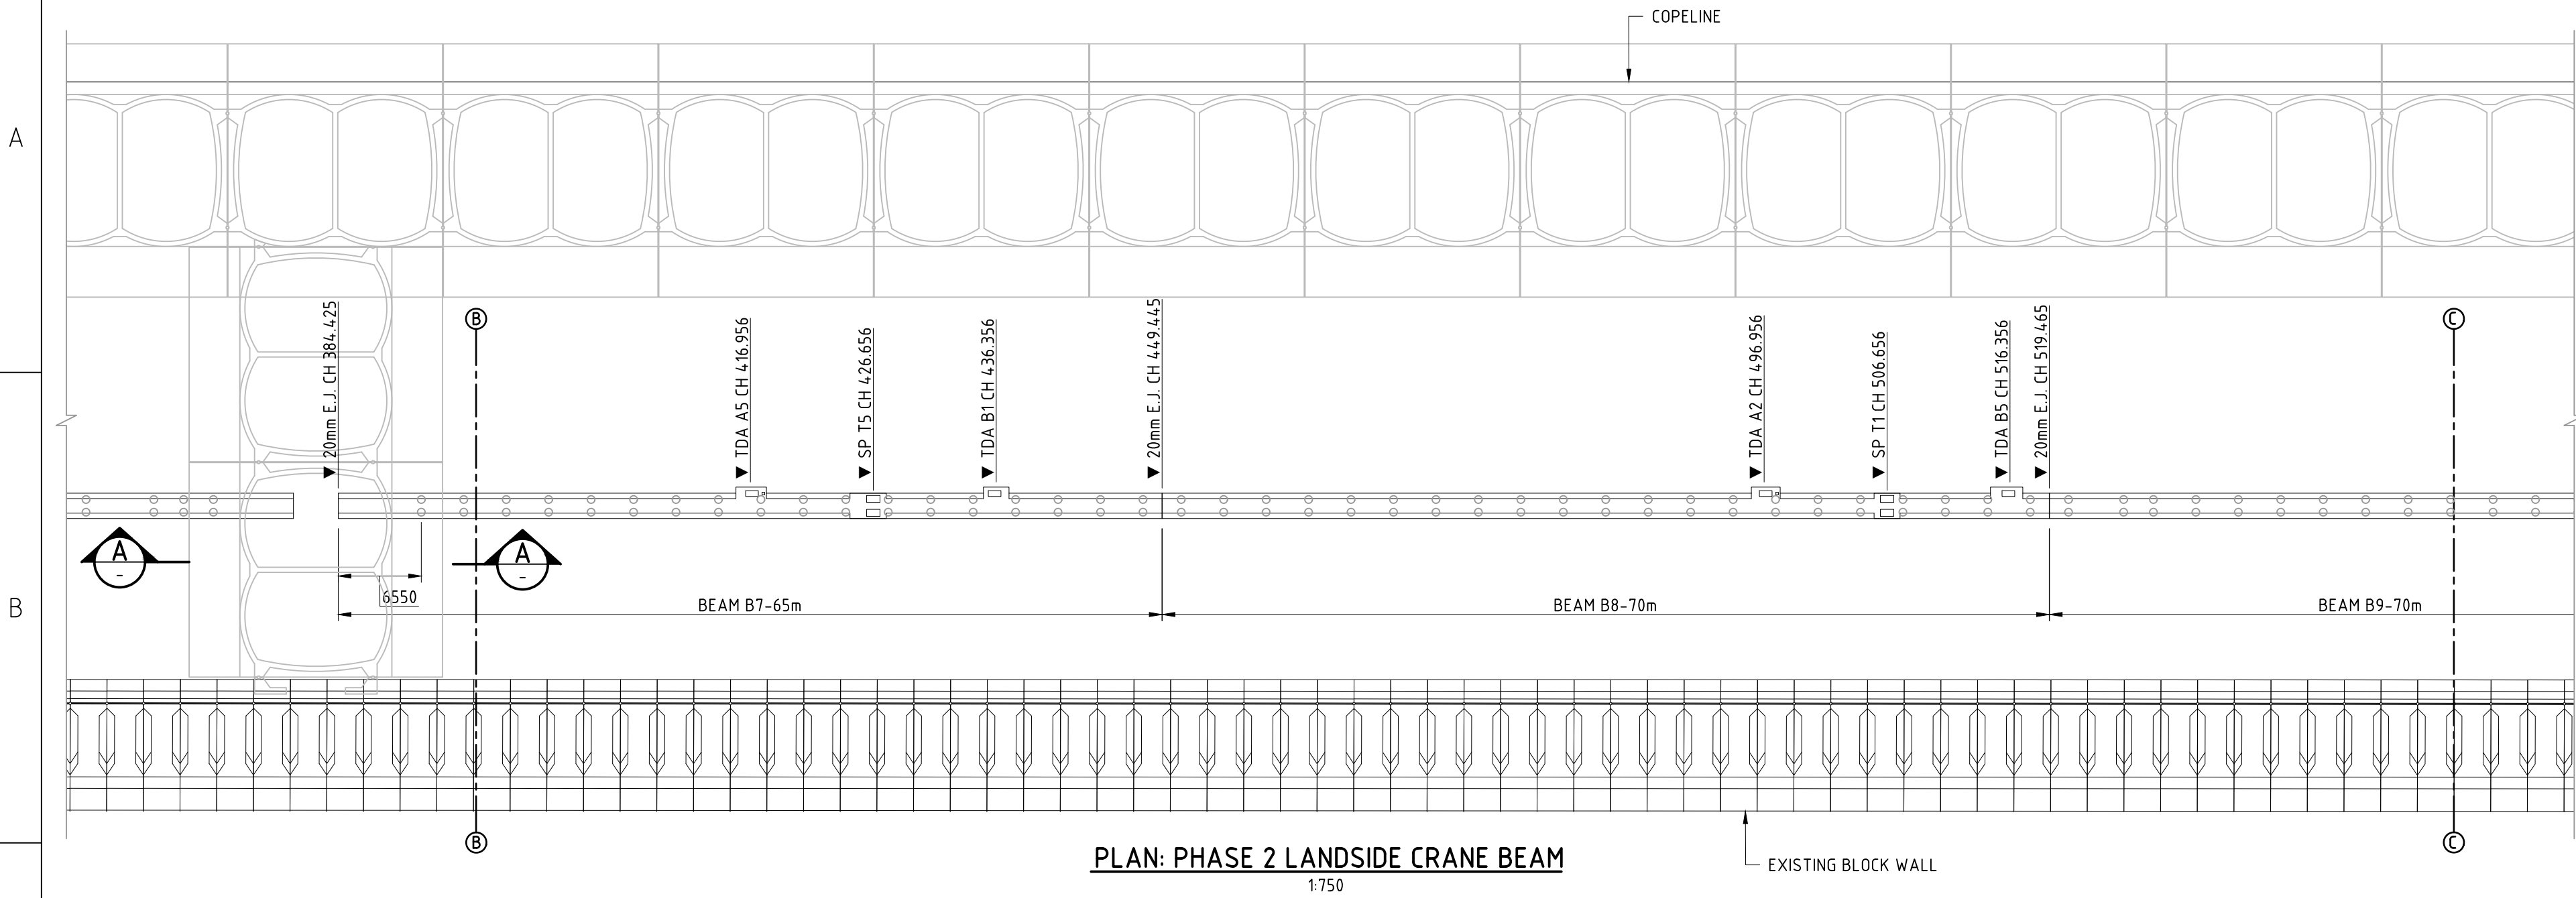 COPELINE
A
20mm E.J. CH 384.425
B
TDA A5 CH 416.956
SP T5 CH 426.656
TDA B1 CH 436.356
20mm E.J. CH 449.445
TDA A2 CH 496.956
SP T1 CH 506.656
TDA B5 CH 516.356
20mm E.J. CH 519.465
C
A
-
A
-
6550
B
BEAM B7-65m
BEAM B8-70m
BEAM B9-70m
B
C
PLAN: PHASE 2 LANDSIDE CRANE BEAM
1:750
EXISTING BLOCK WALL